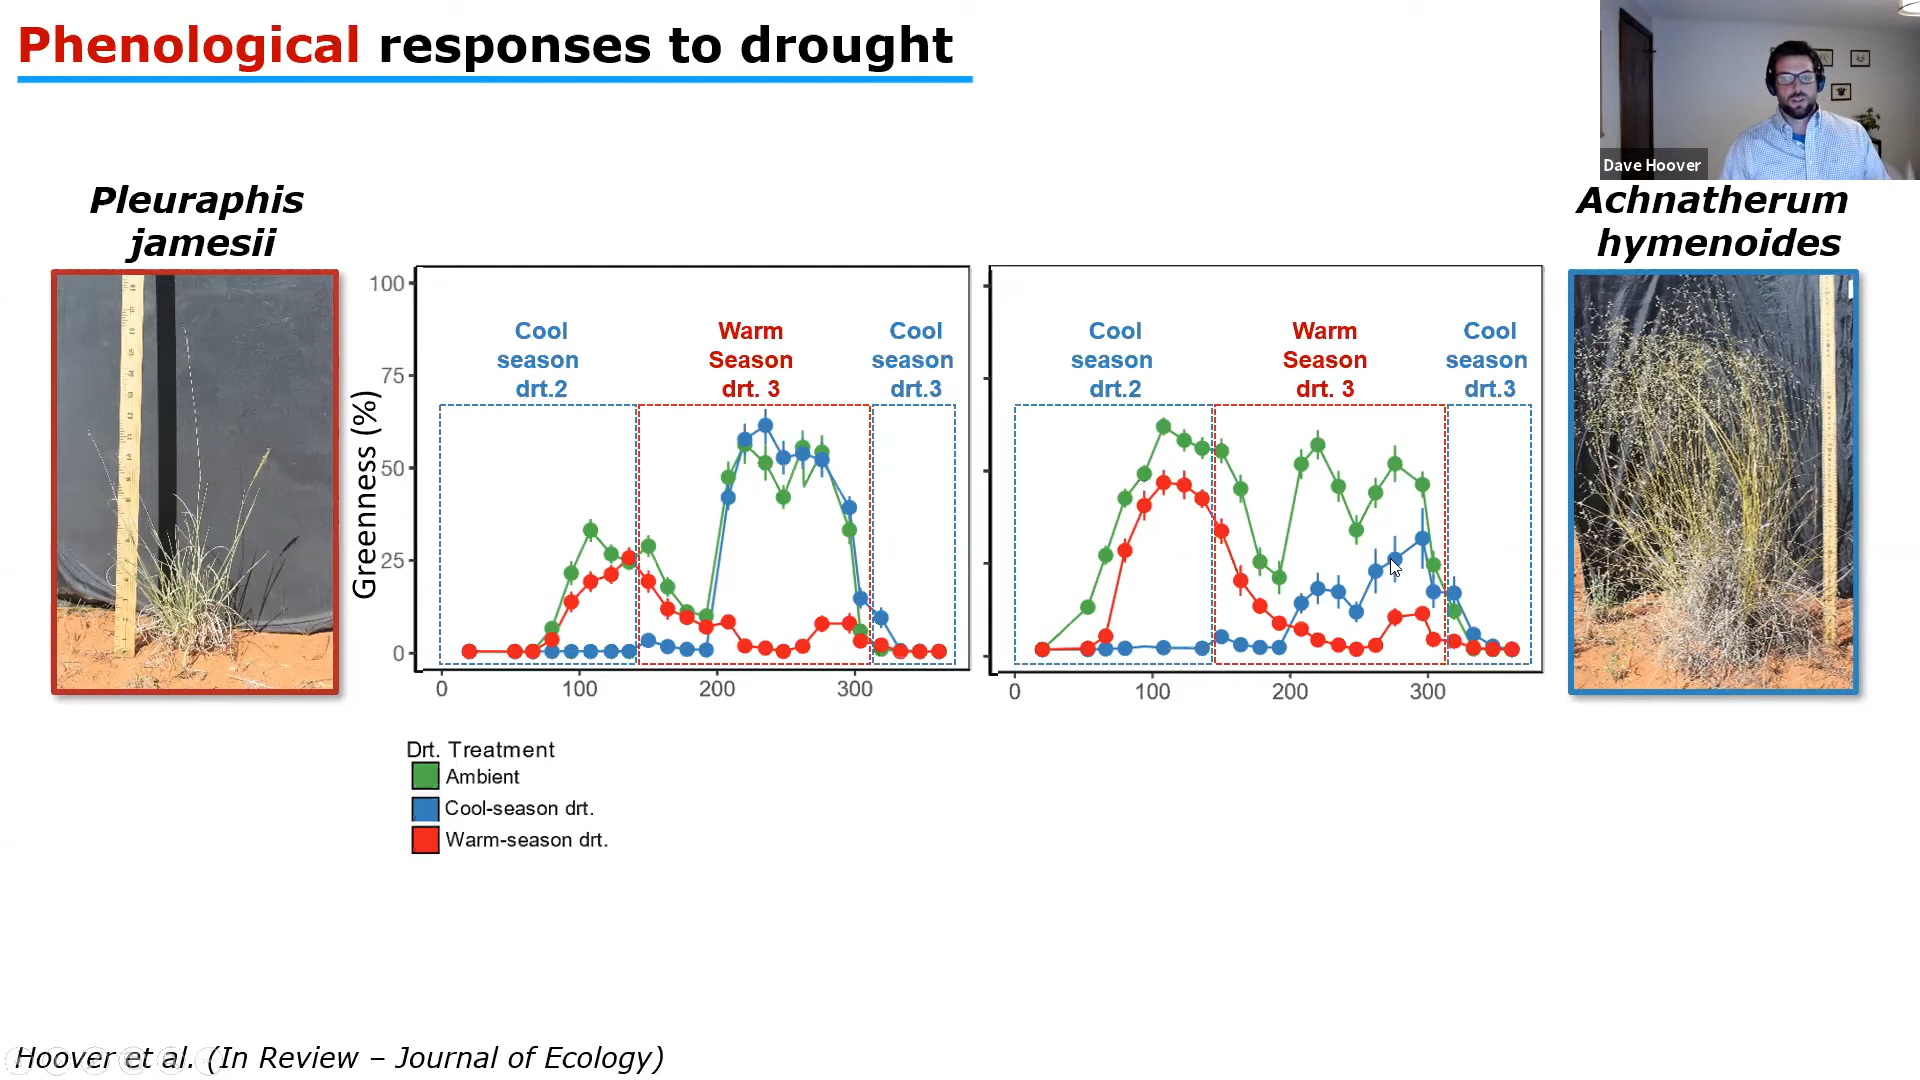 Phenological responses to drought
Dave Hoover
Pleuraphis
jamesii
Achnatherum
hymenoides
Greenness (%)
100
75
50
25
0
Cool
season
drt.2
Warm
Season
drt. 3
Cool
season
drt.3
0
100
200
300
Cool
season
drt.2
Warm
Season
drt. 3
Cool
season
drt.3
0
100
200
300
Drt. Treatment
Ambient
Cool-season drt.
Warm-season drt.
Hoover et al. (In Review – Journal of Ecology)